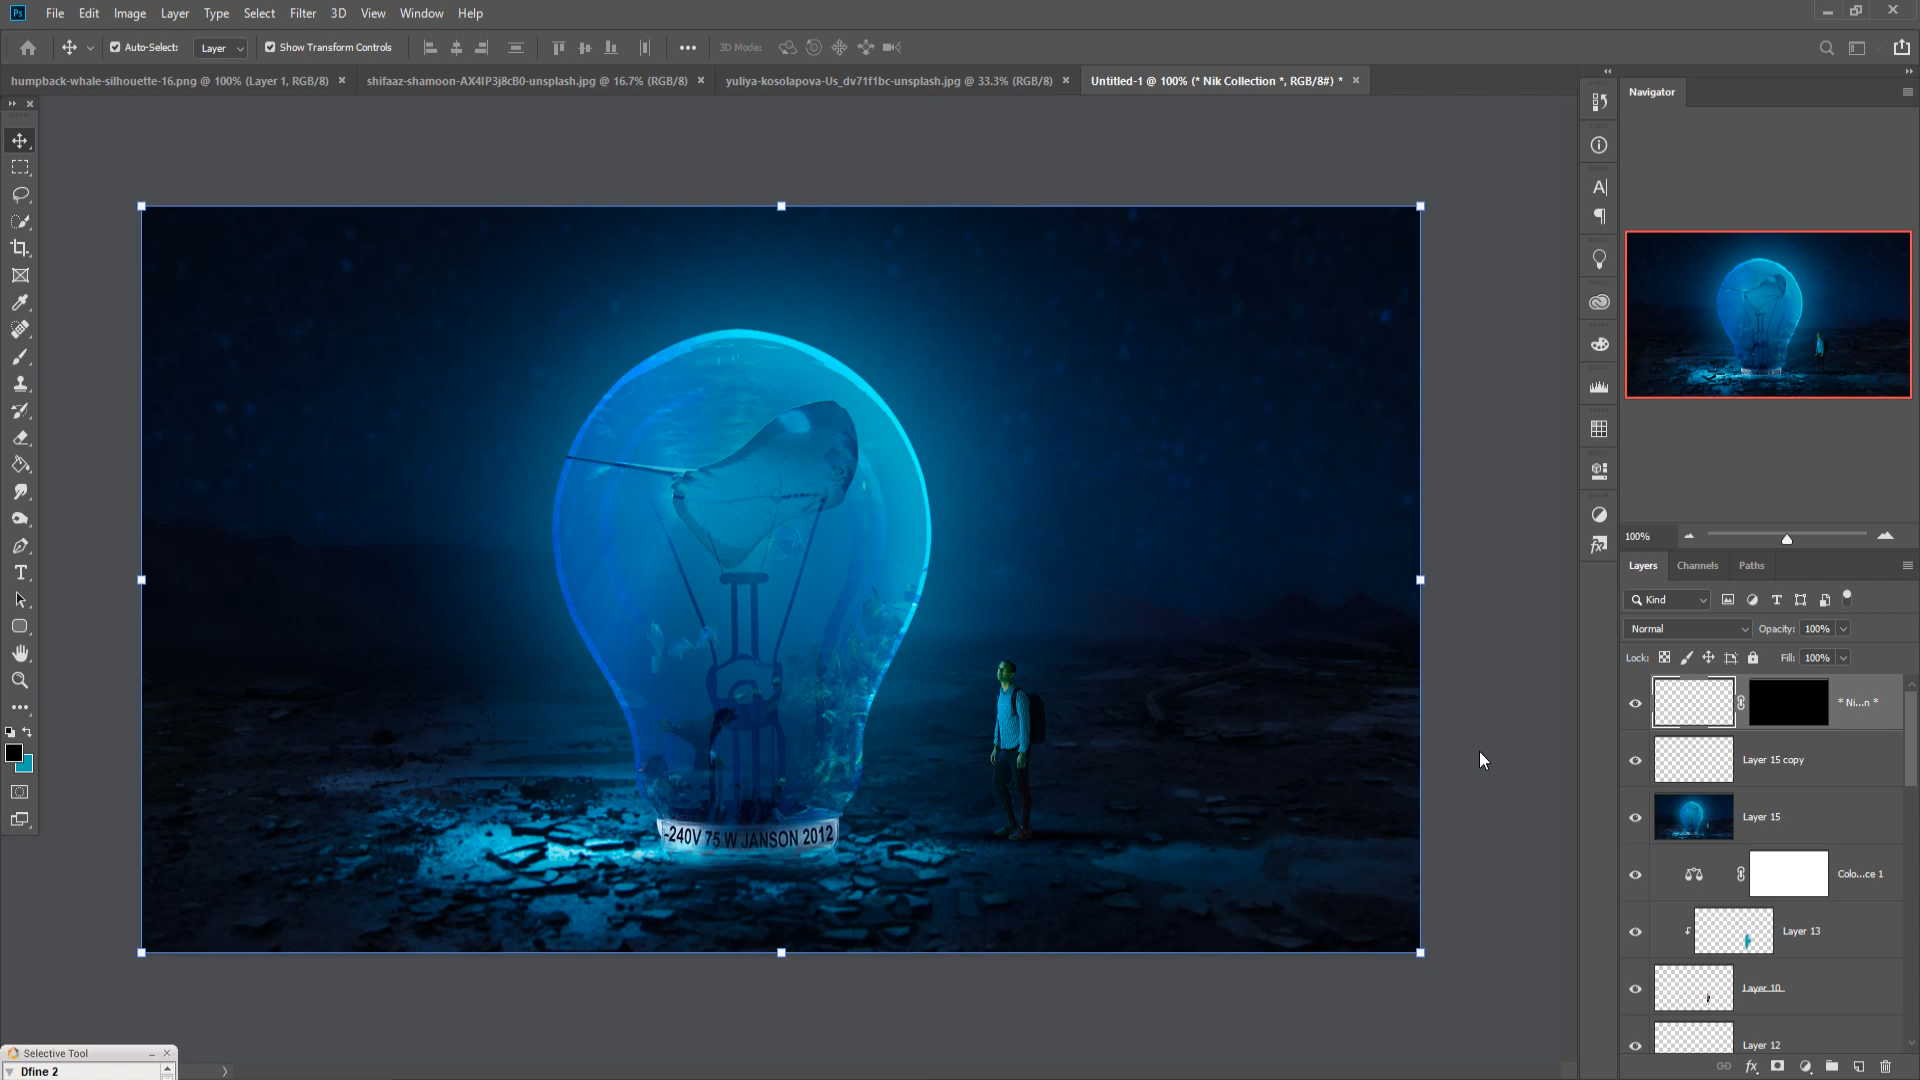 Ps File Edit Image Layer Type Select Filter 3D View Window Help
Auto-Select: Layer Show Transform Controls 3D Mode:
humpback-whale-silhouette-16.png @ 100% (Layer 1, RGB/8) × shifaaz-shamoon-AX4IP3j8cB0-unsplash.jpg @ 16.7% (RGB/8) × yuliya-kosolapova-Us_dv71f1bc-unsplash.jpg @ 33.3% (RGB/8) × Untitled-1 @ 100% (* Nik Collection *, RGB/8#) * ×
Navigator
100%
Layers Channels Paths
Kind
Normal Opacity: 100%
Lock: Fill: 100%
* Ni...n *
Layer 15 copy
Layer 15
Colo...ce 1
Layer 13
Layer 10
Layer 12
-240V 75 W JANSON 2012
Selective Tool
Dfine 2